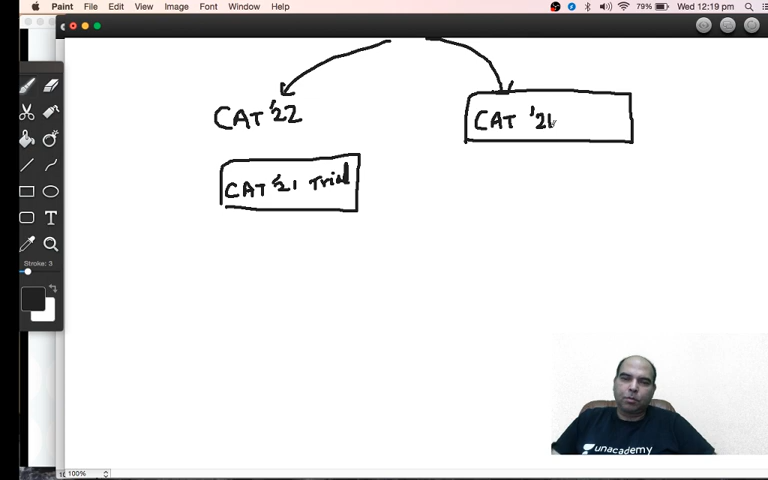 Paint File Edit View Image Font Window Help 79% Wed 12:19 pm
CAT '22
CAT '21
CAT '21 Trial
Stroke: 3
unacademy
100%